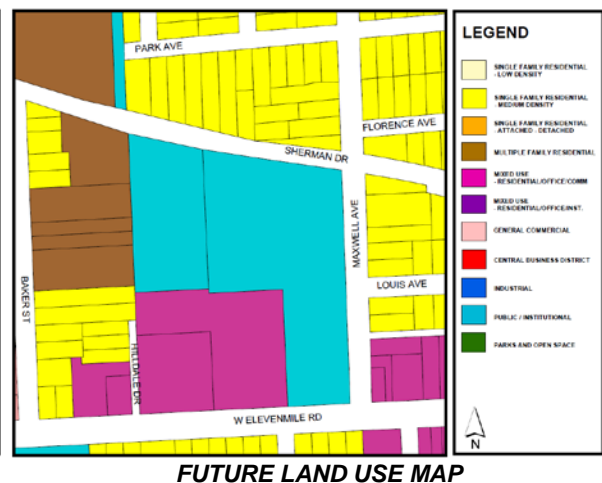 PARK AVE
FLORENCE AVE
SHERMAN DR
MAXWELL AVE
LOUIS AVE
BAKER ST
HILLDALE DR
W ELEVENMILE RD
LEGEND
SINGLE FAMILY RESIDENTIAL
- LOW DENSITY
SINGLE FAMILY RESIDENTIAL
- MEDIUM DENSITY
SINGLE FAMILY RESIDENTIAL
- ATTACHED - DETACHED
MULTIPLE FAMILY RESIDENTIAL
MIXED USE
- RESIDENTIAL/OFFICE/COMM.
MIXED USE
- RESIDENTIAL/OFFICE/INST.
GENERAL COMMERCIAL
CENTRAL BUSINESS DISTRICT
INDUSTRIAL
PUBLIC / INSTITUTIONAL
PARKS AND OPEN SPACE
N
FUTURE LAND USE MAP